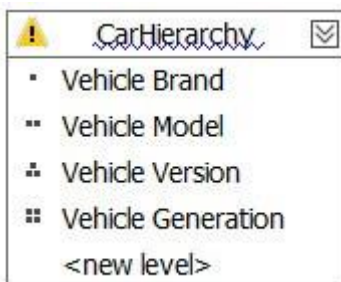 CarHierarchy
Vehicle Brand
Vehicle Model
Vehicle Version
Vehicle Generation
<new level>